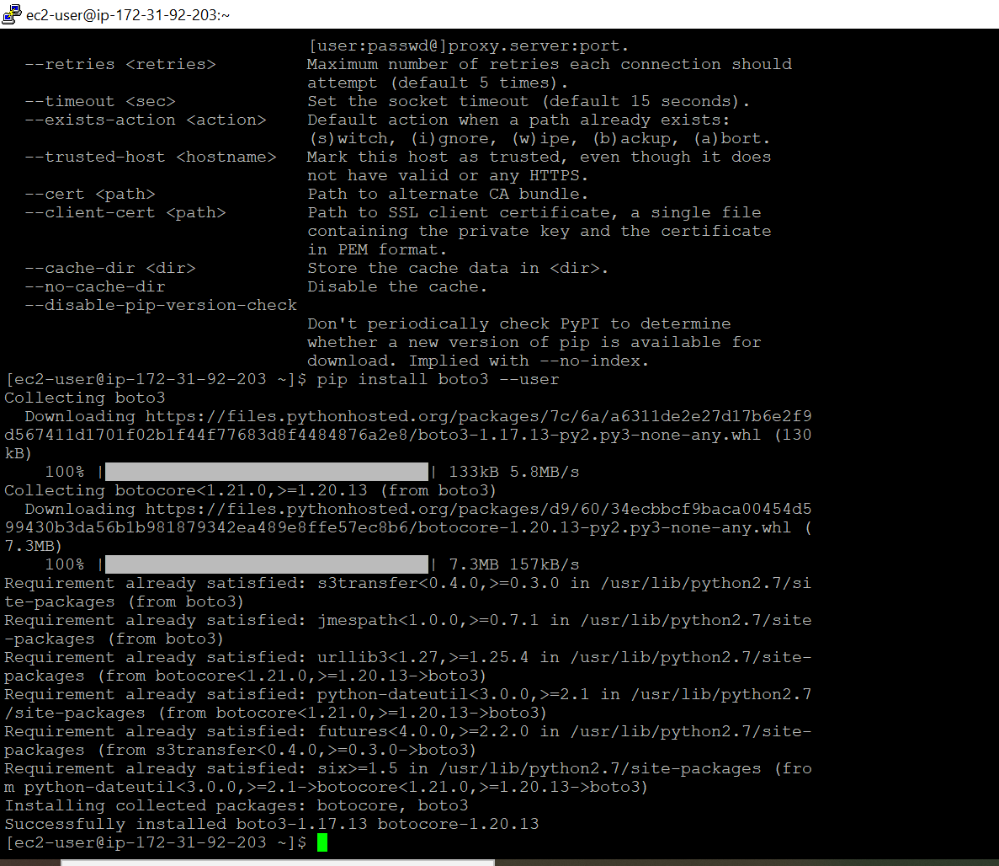 ec2-user@ip-172-31-92-203:~
[user:passwd@]proxy.server:port.
--retries <retries> Maximum number of retries each connection should
attempt (default 5 times).
--timeout <sec> Set the socket timeout (default 15 seconds).
--exists-action <action> Default action when a path already exists:
(s)witch, (i)gnore, (w)ipe, (b)ackup, (a)bort.
--trusted-host <hostname> Mark this host as trusted, even though it does
not have valid or any HTTPS.
--cert <path> Path to alternate CA bundle.
--client-cert <path> Path to SSL client certificate, a single file
containing the private key and the certificate
in PEM format.
--cache-dir <dir> Store the cache data in <dir>.
--no-cache-dir Disable the cache.
--disable-pip-version-check
Don't periodically check PyPI to determine
whether a new version of pip is available for
download. Implied with --no-index.
[ec2-user@ip-172-31-92-203 ~]$ pip install boto3 --user
Collecting boto3
Downloading https://files.pythonhosted.org/packages/7c/6a/a6311de2e27d17b6e2f9
d567411d1701f02b1f44f77683d8f4484876a2e8/boto3-1.17.13-py2.py3-none-any.whl (130
kB)
100% | | 133kB 5.8MB/s
Collecting botocore<1.21.0,>=1.20.13 (from boto3)
Downloading https://files.pythonhosted.org/packages/d9/60/34ecbbcf9baca00454d5
99430b3da56b1b981879342ea489e8ffe57ec8b6/botocore-1.20.13-py2.py3-none-any.whl (
7.3MB)
100% | | 7.3MB 157kB/s
Requirement already satisfied: s3transfer<0.4.0,>=0.3.0 in /usr/lib/python2.7/si
te-packages (from boto3)
Requirement already satisfied: jmespath<1.0.0,>=0.7.1 in /usr/lib/python2.7/site
-packages (from boto3)
Requirement already satisfied: urllib3<1.27,>=1.25.4 in /usr/lib/python2.7/site-
packages (from botocore<1.21.0,>=1.20.13->boto3)
Requirement already satisfied: python-dateutil<3.0.0,>=2.1 in /usr/lib/python2.7
/site-packages (from botocore<1.21.0,>=1.20.13->boto3)
Requirement already satisfied: futures<4.0.0,>=2.2.0 in /usr/lib/python2.7/site-
packages (from s3transfer<0.4.0,>=0.3.0->boto3)
Requirement already satisfied: six>=1.5 in /usr/lib/python2.7/site-packages (fro
m python-dateutil<3.0.0,>=2.1->botocore<1.21.0,>=1.20.13->boto3)
Installing collected packages: botocore, boto3
Successfully installed boto3-1.17.13 botocore-1.20.13
[ec2-user@ip-172-31-92-203 ~]$